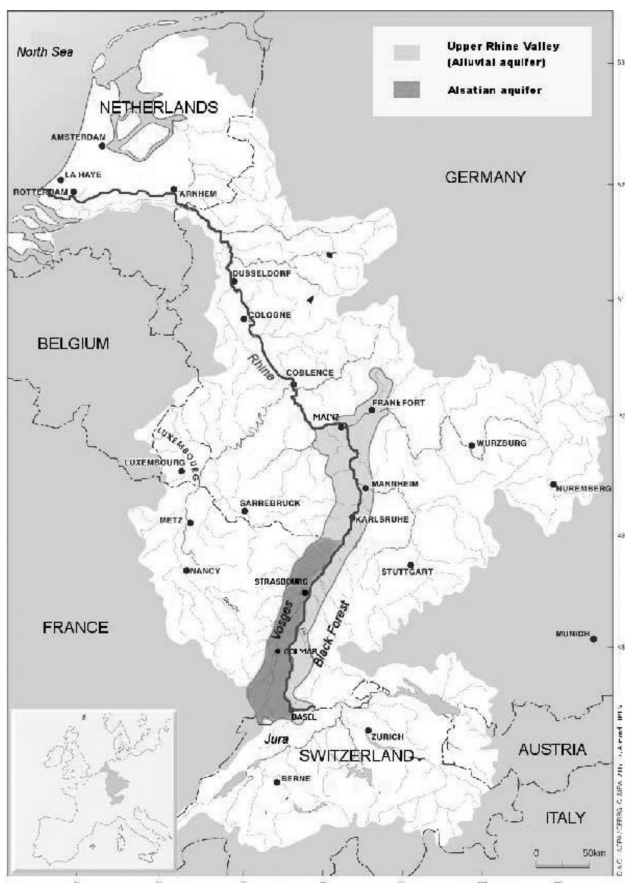 North Sea
Upper Rhine Valley
(Alluvial aquifer)
Alsatian aquifer
NETHERLANDS
AMSTERDAM
LA HAYE
ROTTERDAM
ARNHEM
GERMANY
DUSSELDORF
COLOGNE
BELGIUM
Rhine
COBLENCE
FRANKFORT
MAINZ
WURZBURG
LUXEMBOURG
LUXEMBOURG
MANNHEIM
NUREMBERG
SARREBRUCK
METZ
KARLSRUHE
NANCY
STUTTGART
STRASBOURG
Vosges
Black Forest
FRANCE
MUNICH
COLMAR
BASEL
Jura
ZURICH
SWITZERLAND
AUSTRIA
BERNE
ITALY
0 50km